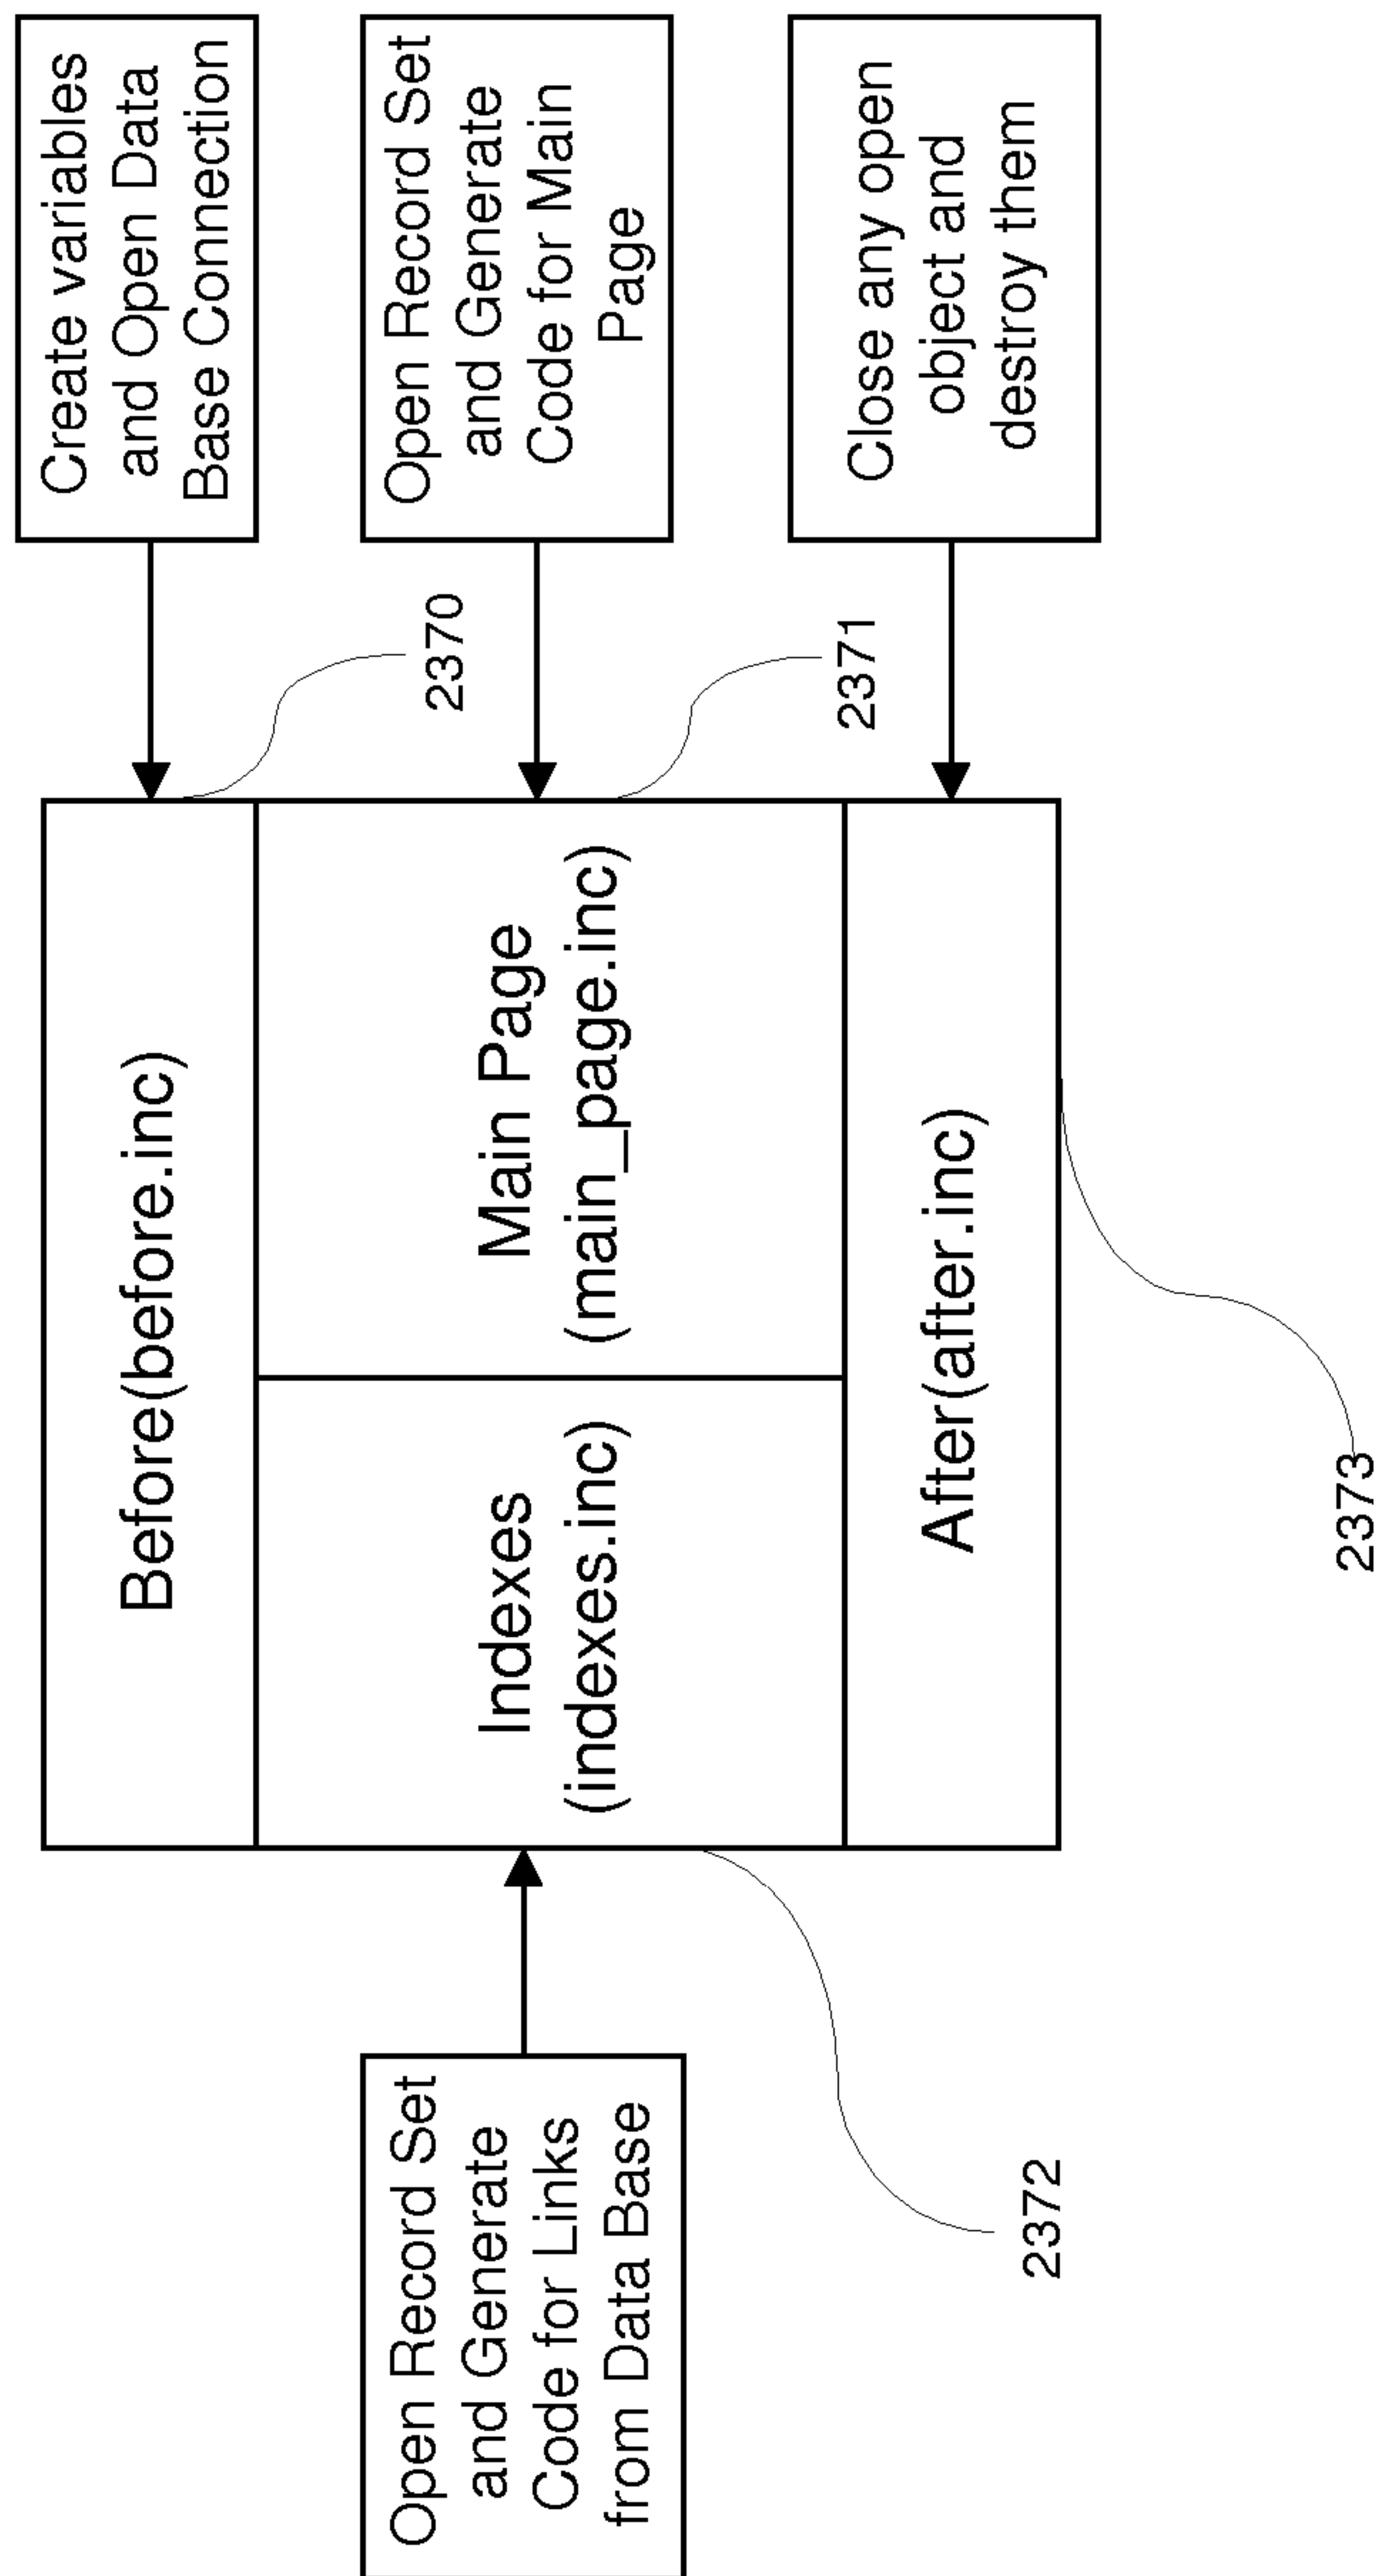 Create variables
and Open Data
Base Connection
Open Record Set
and Generate
Code for Main
Page
Close any open
object and
destroy them
2370
2371
Before(before.inc)
Main Page
(main_page.inc)
Indexes
(indexes.inc)
After(after.inc)
2373
Open Record Set
and Generate
Code for Links
from Data Base
2372